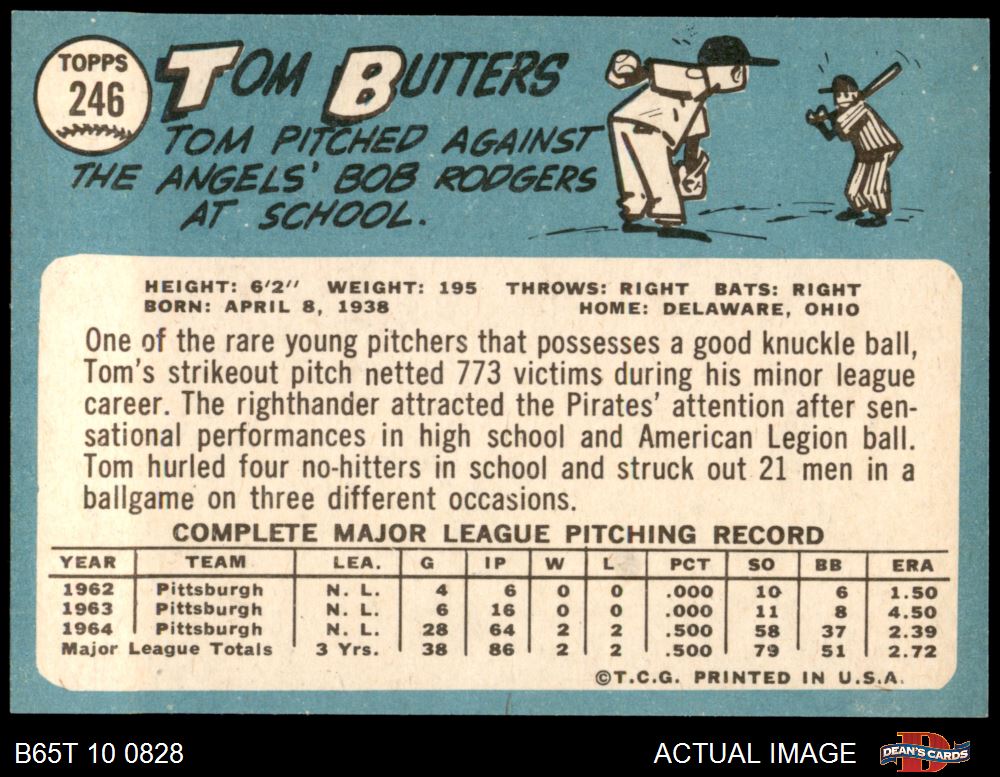 TOPPS
246
TOM BUTTERS
TOM PITCHED AGAINST
THE ANGELS' BOB RODGERS
AT SCHOOL.
HEIGHT: 6'2" WEIGHT: 195 THROWS: RIGHT BATS: RIGHT
BORN: APRIL 8, 1938 HOME: DELAWARE, OHIO
One of the rare young pitchers that possesses a good knuckle ball,
Tom's strikeout pitch netted 773 victims during his minor league
career. The righthander attracted the Pirates' attention after sen-
sational performances in high school and American Legion ball.
Tom hurled four no-hitters in school and struck out 21 men in a
ballgame on three different occasions.
COMPLETE MAJOR LEAGUE PITCHING RECORD
YEAR TEAM LEA. G IP W L PCT SO BB ERA
1962 Pittsburgh N. L. 4 6 0 0 .000 10 6 1.50
1963 Pittsburgh N. L. 6 16 0 0 .000 11 8 4.50
1964 Pittsburgh N. L. 28 64 2 2 .500 58 37 2.39
Major League Totals 3 Yrs. 38 86 2 2 .500 79 51 2.72
©T.C.G. PRINTED IN U.S.A.
B65T 10 0828 ACTUAL IMAGE DEAN'S CARDS